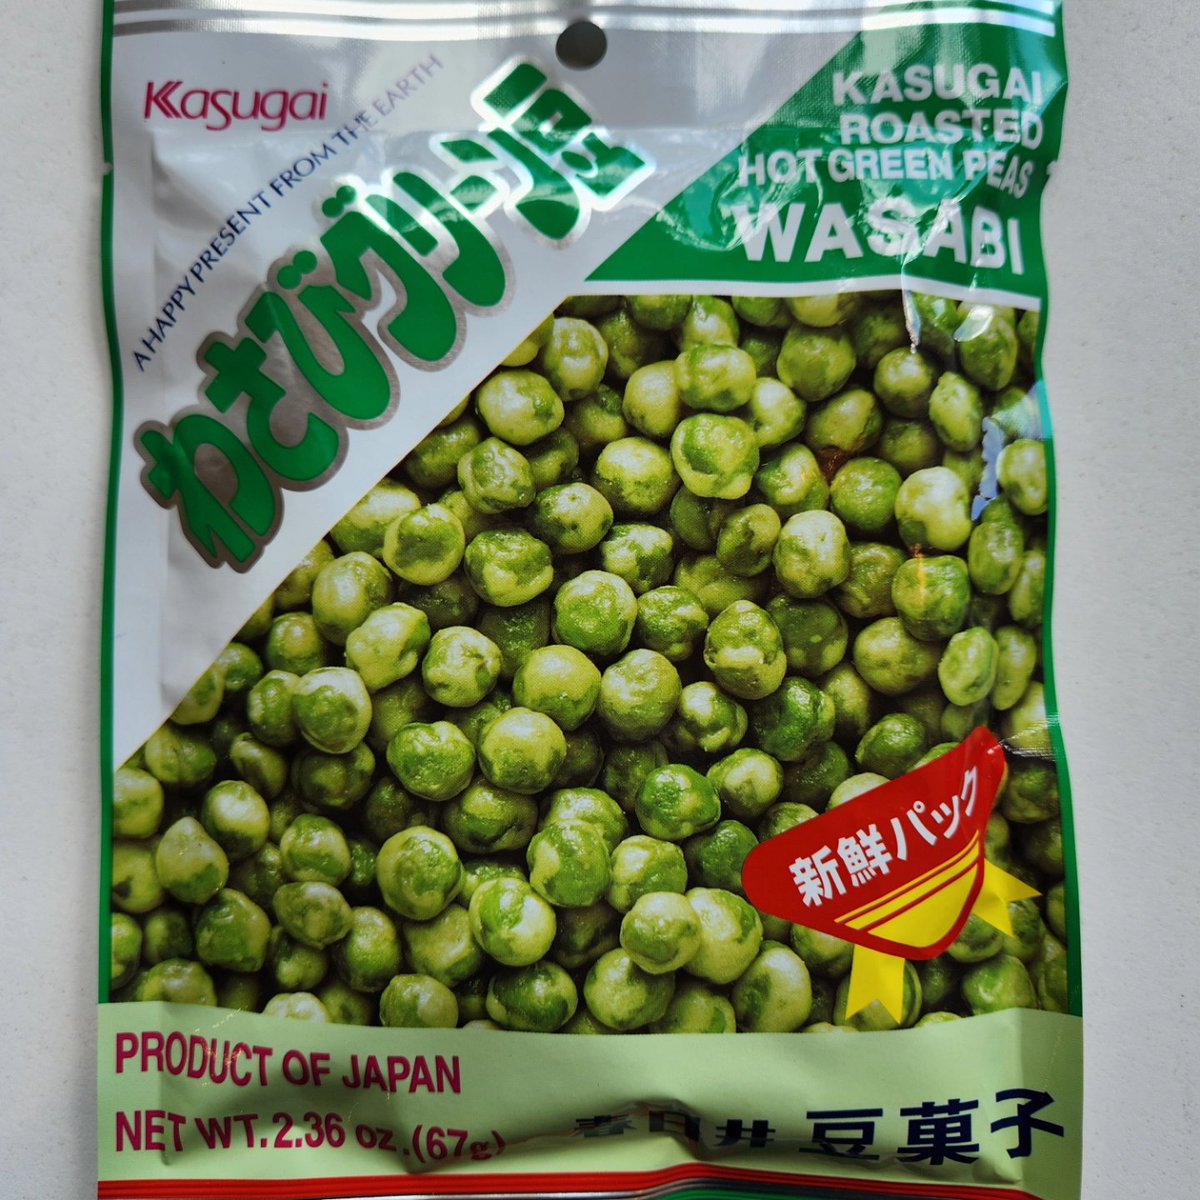 Kasugai
A HAPPY PRESENT FROM THE EARTH
わさびグリーン豆
KASUGAI
ROASTED
HOT GREEN PEAS
WASABI
新鮮パック
PRODUCT OF JAPAN
NET WT. 2.36 oz.(67g)
春日井 豆菓子